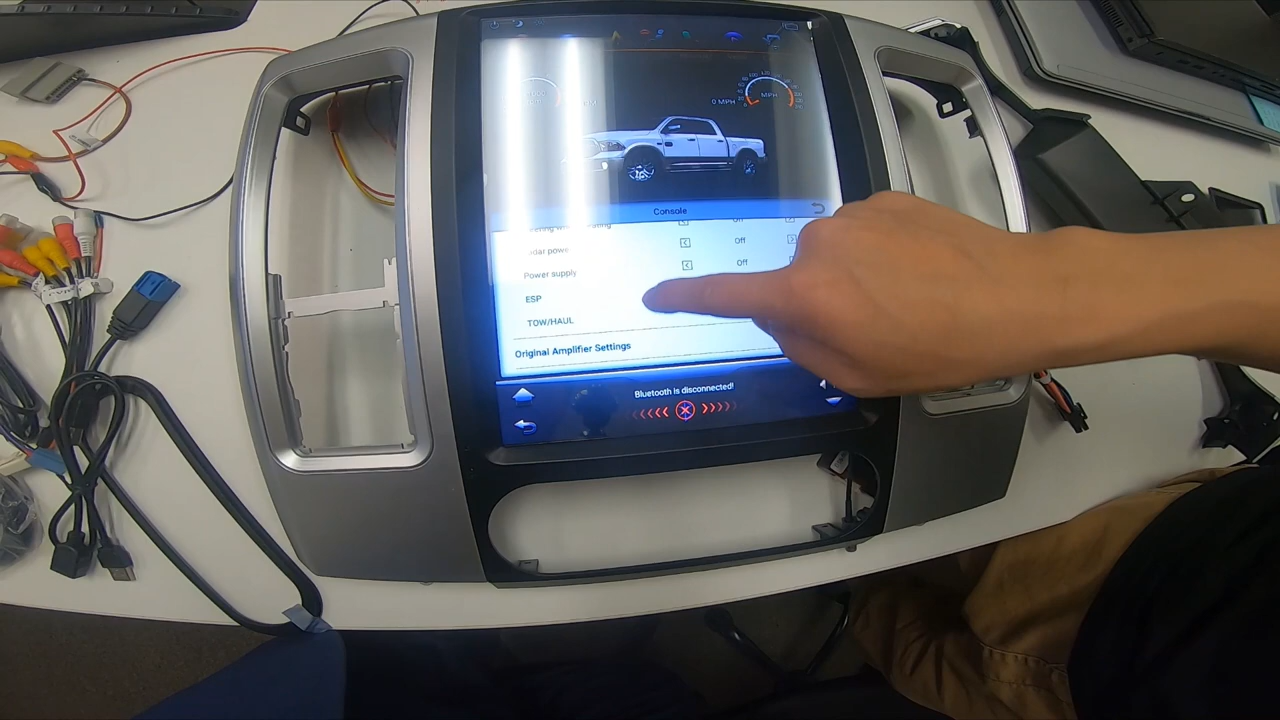 0 MPH
MPH
Console
Off
Off
Power supply
Off
ESP
TOW/HAUL
Original Amplifier Settings
Bluetooth is disconnected!